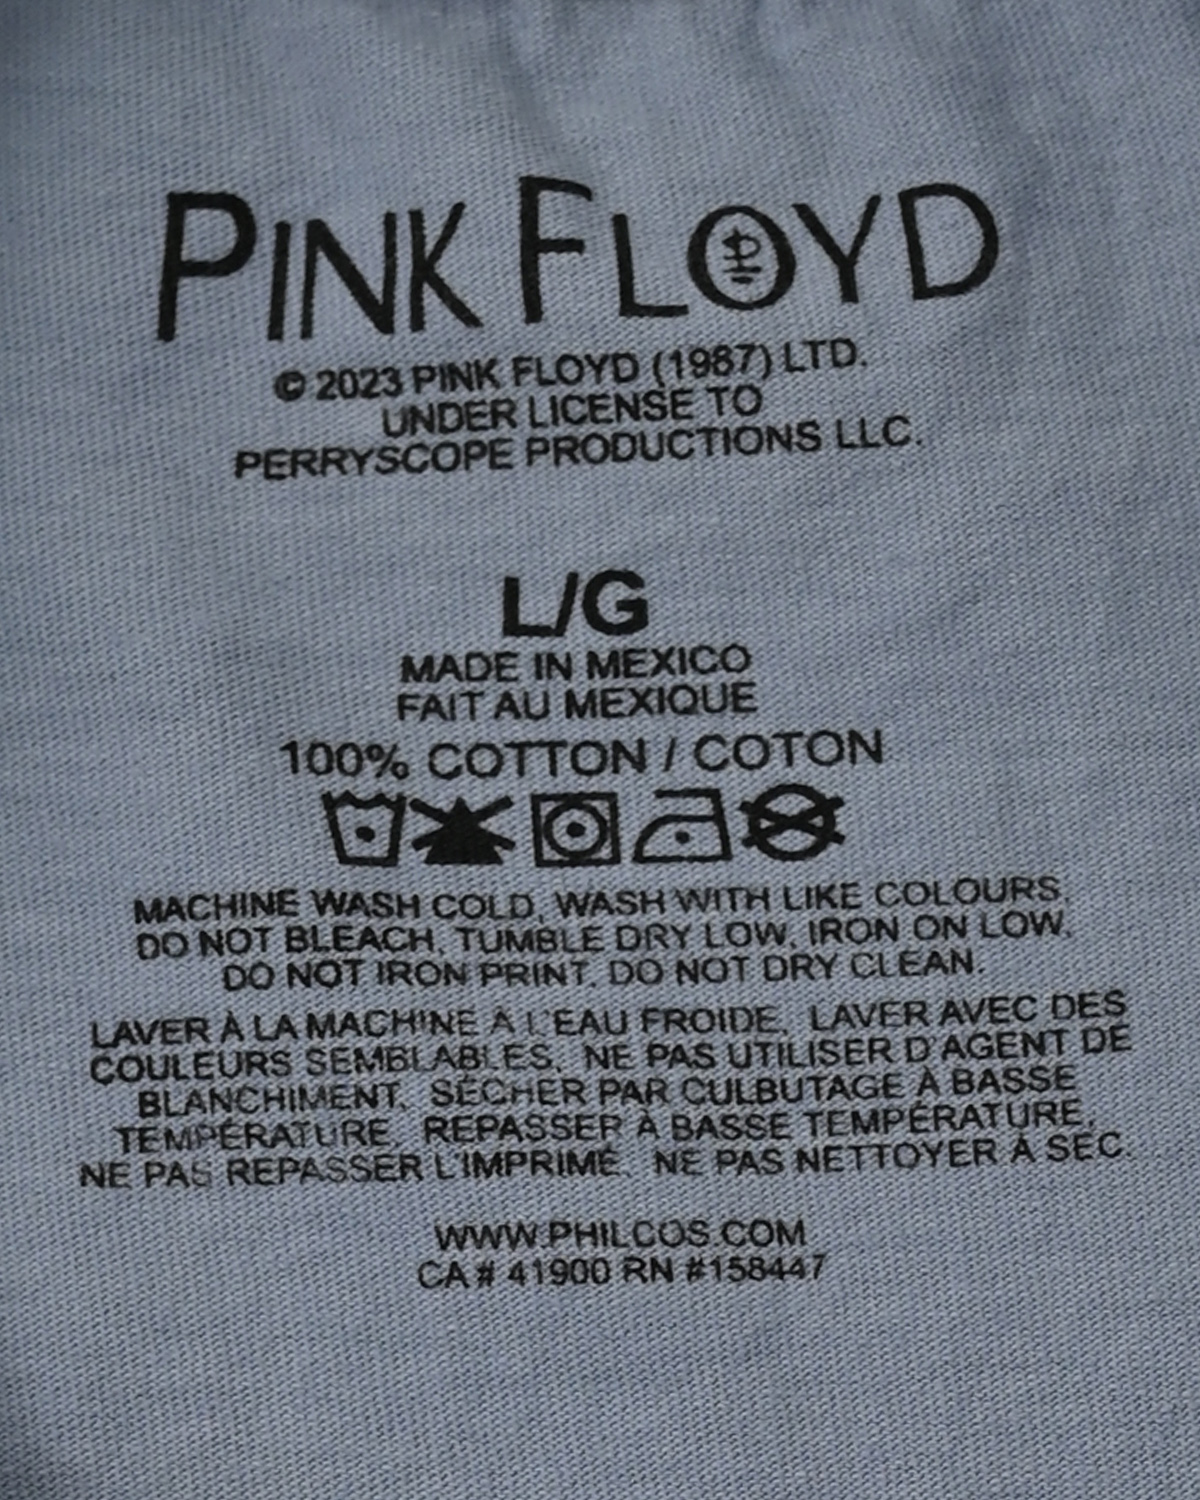 PINK FLOYD
© 2023 PINK FLOYD (1987) LTD.
UNDER LICENSE TO
PERRYSCOPE PRODUCTIONS LLC.
L/G
MADE IN MEXICO
FAIT AU MEXIQUE
100% COTTON / COTON
MACHINE WASH COLD, WASH WITH LIKE COLOURS.
DO NOT BLEACH. TUMBLE DRY LOW. IRON ON LOW.
DO NOT IRON PRINT. DO NOT DRY CLEAN.
LAVER À LA MACHINE À L'EAU FROIDE, LAVER AVEC DES
COULEURS SEMBLABLES. NE PAS UTILISER D'AGENT DE
BLANCHIMENT. SÉCHER PAR CULBUTAGE À BASSE
TEMPÉRATURE. REPASSER À BASSE TEMPÉRATURE.
NE PAS REPASSER L'IMPRIMÉ. NE PAS NETTOYER À SEC.
WWW.PHILCOS.COM
CA # 41900 RN #158447